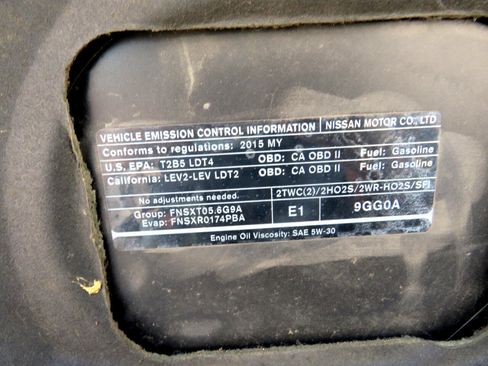 VEHICLE EMISSION CONTROL INFORMATION NISSAN MOTOR CO., LTD
Conforms to regulations: 2015 MY
U.S. EPA: T2B5 LDT4 OBD: CA OBD II Fuel: Gasoline
California: LEV2-LEV LDT2 OBD: CA OBD II Fuel: Gasoline
No adjustments needed. 2TWC(2)/2HO2S/2WR-HO2S/SFI
Group: FNSXT05.6G9A
Evap: FNSXR0174PBA
E1 9GG0A
Engine Oil Viscosity: SAE 5W-30